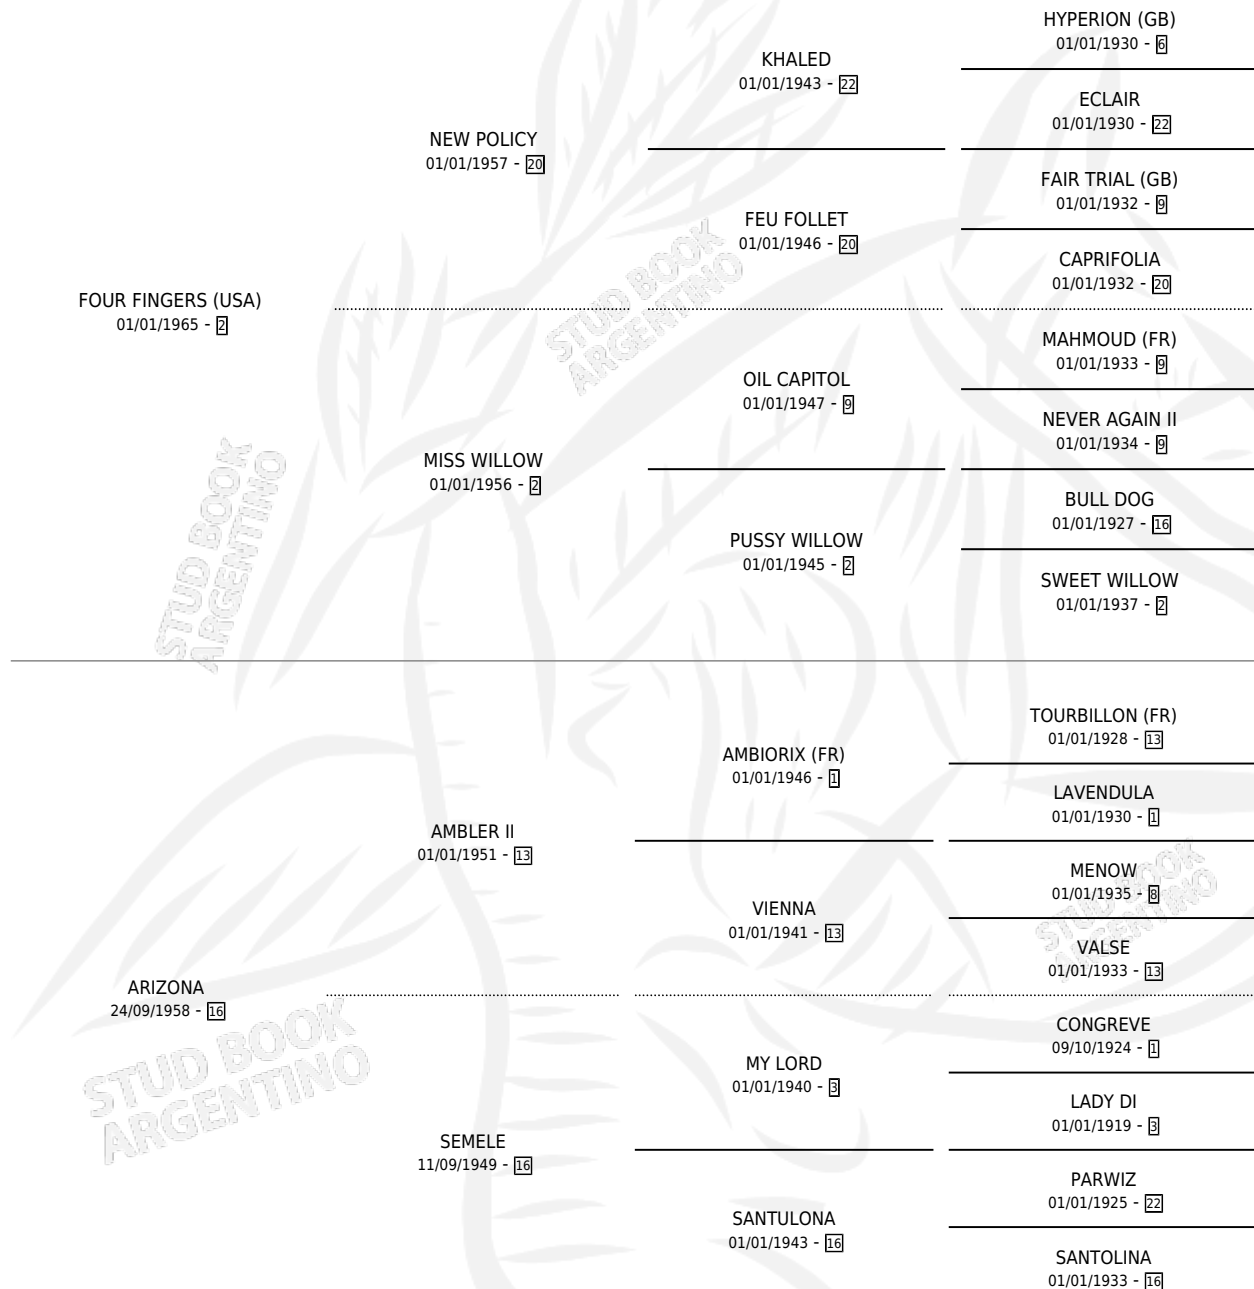 FOUR FINGERS (USA)
01/01/1965 - 2
NEW POLICY
01/01/1957 - 20
MISS WILLOW
01/01/1956 - 2
KHALED
01/01/1943 - 22
FEU FOLLET
01/01/1946 - 20
OIL CAPITOL
01/01/1947 - 9
PUSSY WILLOW
01/01/1945 - 2
HYPERION (GB)
01/01/1930 - 6
ECLAIR
01/01/1930 - 22
FAIR TRIAL (GB)
01/01/1932 - 9
CAPRIFOLIA
01/01/1932 - 20
MAHMOUD (FR)
01/01/1933 - 9
NEVER AGAIN II
01/01/1934 - 9
BULL DOG
01/01/1927 - 16
SWEET WILLOW
01/01/1937 - 2
ARIZONA
24/09/1958 - 16
AMBLER II
01/01/1951 - 13
SEMELE
11/09/1949 - 16
AMBIORIX (FR)
01/01/1946 - 1
VIENNA
01/01/1941 - 13
MY LORD
01/01/1940 - 3
SANTULONA
01/01/1943 - 16
TOURBILLON (FR)
01/01/1928 - 13
LAVENDULA
01/01/1930 - 1
MENOW
01/01/1935 - 8
VALSE
01/01/1933 - 13
CONGREVE
09/10/1924 - 1
LADY DI
01/01/1919 - 3
PARWIZ
01/01/1925 - 22
SANTOLINA
01/01/1933 - 16
STUD BOOK
ARGENTINO
STUD BOOK
ARGENTINO
STUD BOOK
ARGENTINO
STUD BOOK
ARGENTINO